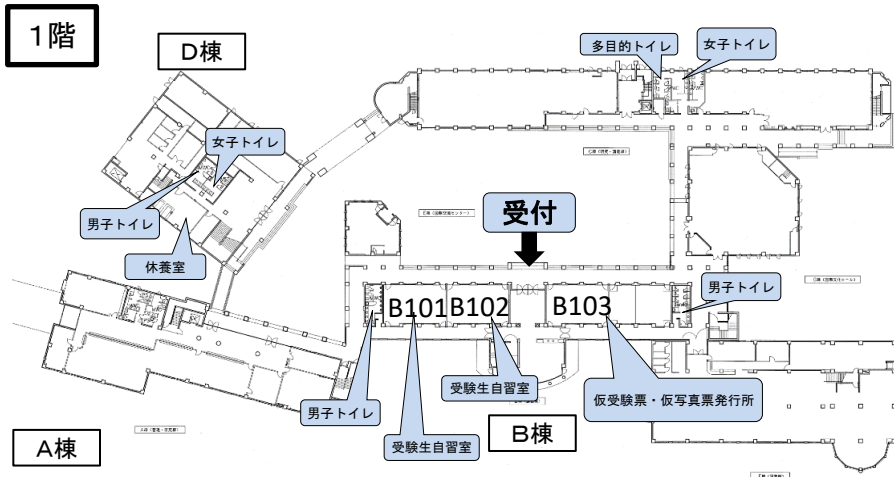 1階
D棟
多目的トイレ
女子トイレ
女子トイレ
男子トイレ
休養室
受付
男子トイレ
B101
B102
B103
男子トイレ
受験生自習室
受験生自習室
仮受験票・仮写真票発行所
A棟
B棟